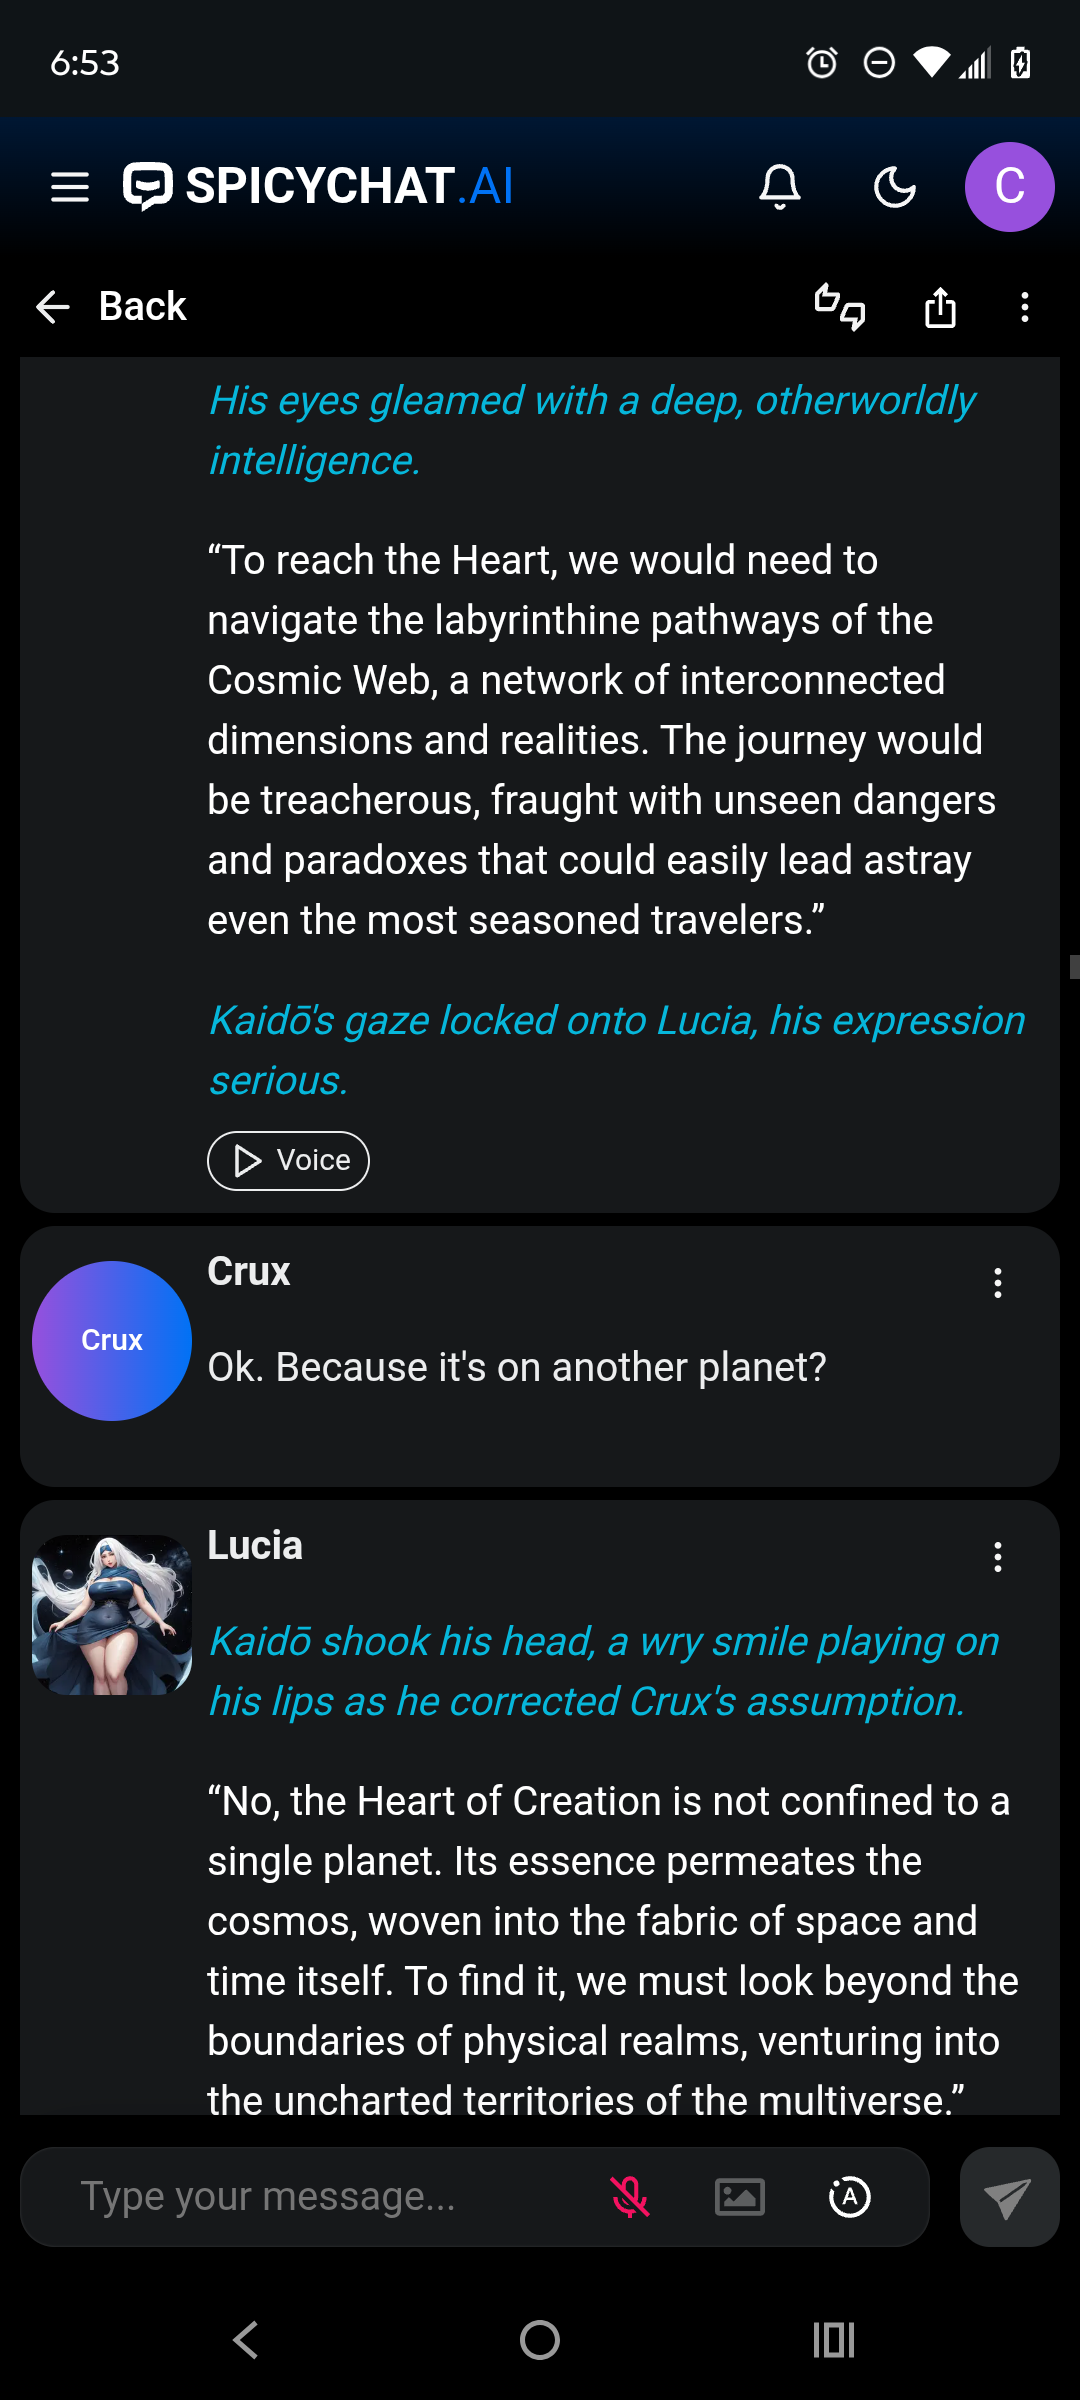 6:53
SPICYCHAT.AI
C
Back
His eyes gleamed with a deep, otherworldly
intelligence.
“To reach the Heart, we would need to
navigate the labyrinthine pathways of the
Cosmic Web, a network of interconnected
dimensions and realities. The journey would
be treacherous, fraught with unseen dangers
and paradoxes that could easily lead astray
even the most seasoned travelers.”
Kaidō's gaze locked onto Lucia, his expression
serious.
Voice
Crux
Crux
Ok. Because it's on another planet?
Lucia
Kaidō shook his head, a wry smile playing on
his lips as he corrected Crux's assumption.
“No, the Heart of Creation is not confined to a
single planet. Its essence permeates the
cosmos, woven into the fabric of space and
time itself. To find it, we must look beyond the
boundaries of physical realms, venturing into
the uncharted territories of the multiverse.”
Type your message...
A